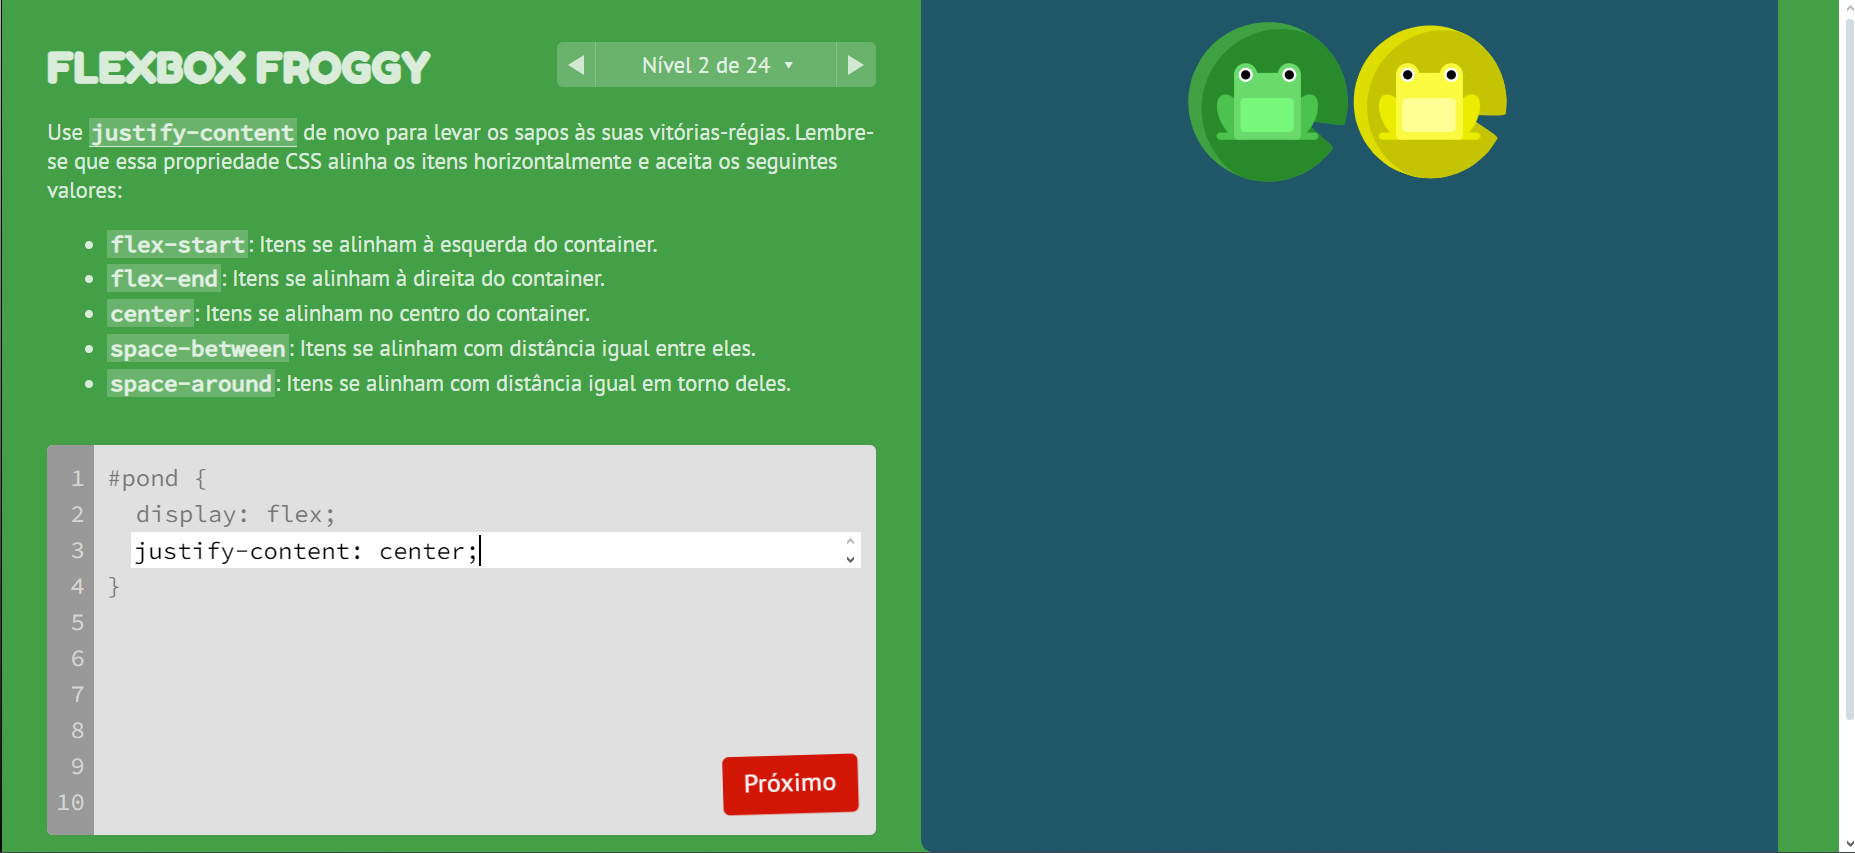 FLEXBOX FROGGY
Nível 2 de 24
Use justify-content de novo para levar os sapos às suas vitórias-régias. Lembre-
se que essa propriedade CSS alinha os itens horizontalmente e aceita os seguintes
valores:
flex-start: Itens se alinham à esquerda do container.
flex-end: Itens se alinham à direita do container.
center: Itens se alinham no centro do container.
space-between: Itens se alinham com distância igual entre eles.
space-around: Itens se alinham com distância igual em torno deles.
1 #pond {
2 display: flex;
3 justify-content: center;
4 }
5
6
7
8
9
10
Próximo